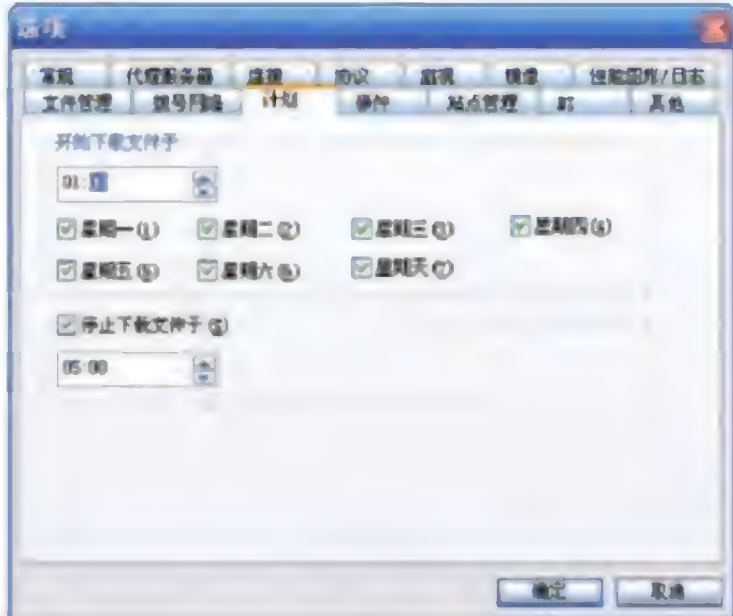 选项
常规 代理服务器 连接 协议 监视 镜像 性能图形/日志
文件管理 拨号网络 计划 硬件 站点管理 BT 其他
开始下载文件于
01:
星期一(1) 星期二(2) 星期三(3) 星期四(4)
星期五(5) 星期六(6) 星期天(7)
停止下载文件于(S)
05:00
确定 取消